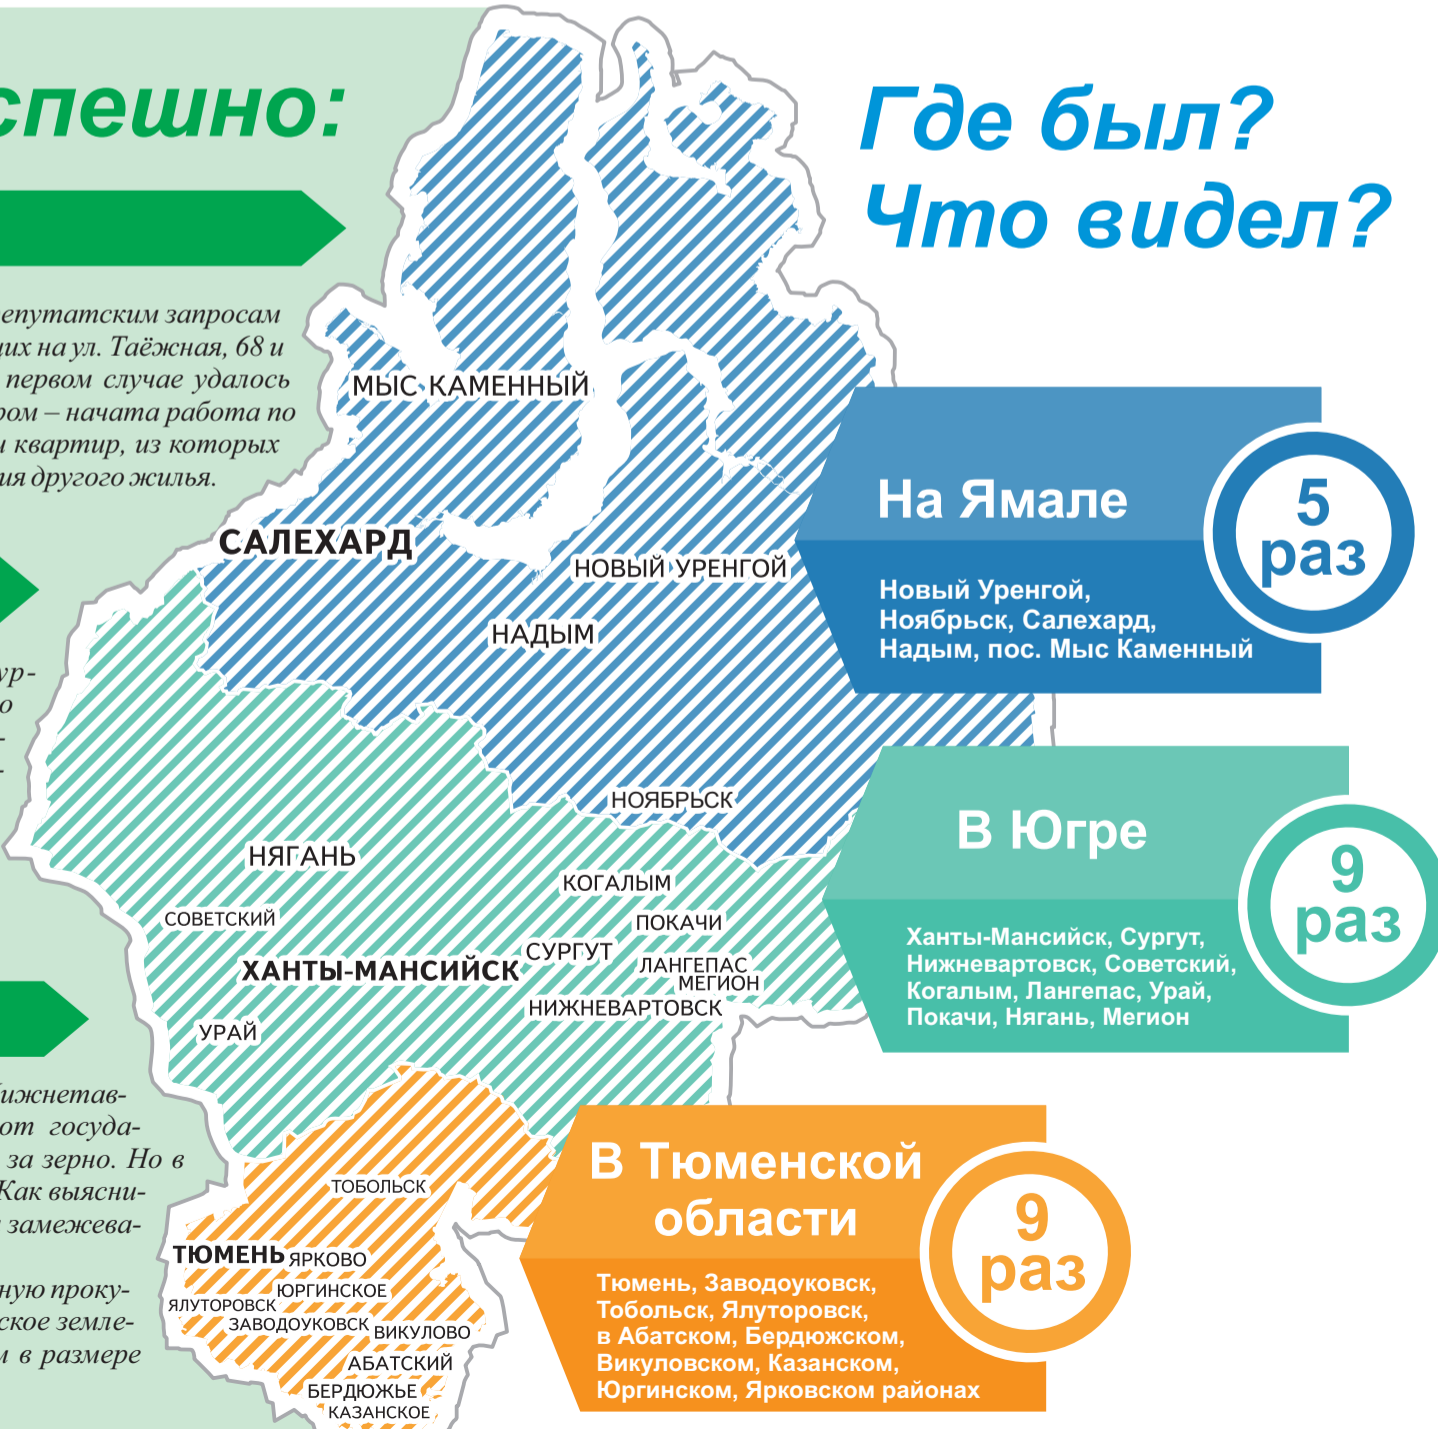 спешно:
Где был?
Что видел?
епутатским запросам
их на ул. Таёжная, 68 и
первом случае удалось
ром – начата работа по
и квартир, из которых
ия другого жилья.
МЫС КАМЕННЫЙ
САЛЕХАРД
НОВЫЙ УРЕНГОЙ
НАДЫМ
НОЯБРЬСК
На Ямале
5
раз
Новый Уренгой,
Ноябрьск, Салехард,
Надым, пос. Мыс Каменный
ур-
о
-
-
НЯГАНЬ
КОГАЛЫМ
СОВЕТСКИЙ
ПОКАЧИ
СУРГУТ
ХАНТЫ-МАНСИЙСК
ЛАНГЕПАС
МЕГИОН
НИЖНЕВАРТОВСК
УРАЙ
В Югре
9
раз
Ханты-Мансийск, Сургут,
Нижневартовск, Советский,
Когалым, Лангепас, Урай,
Покачи, Нягань, Мегион
ижнетав-
от госуда-
за зерно. Но в
Как выясни-
замежева-
ную проку-
ское земле-
м в размере
ТОБОЛЬСК
ТЮМЕНЬ
ЯРКОВО
ЮРГИНСКОЕ
ЯЛУТОРОВСК
ЗАВОДОУКОВСК
ВИКУЛОВО
АБАТСКИЙ
БЕРДЮЖЬЕ
КАЗАНСКОЕ
В Тюменской
области
9
раз
Тюмень, Заводоуковск,
Тобольск, Ялуторовск,
в Абатском, Бердюжском,
Викуловском, Казанском,
Юргинском, Ярковском районах